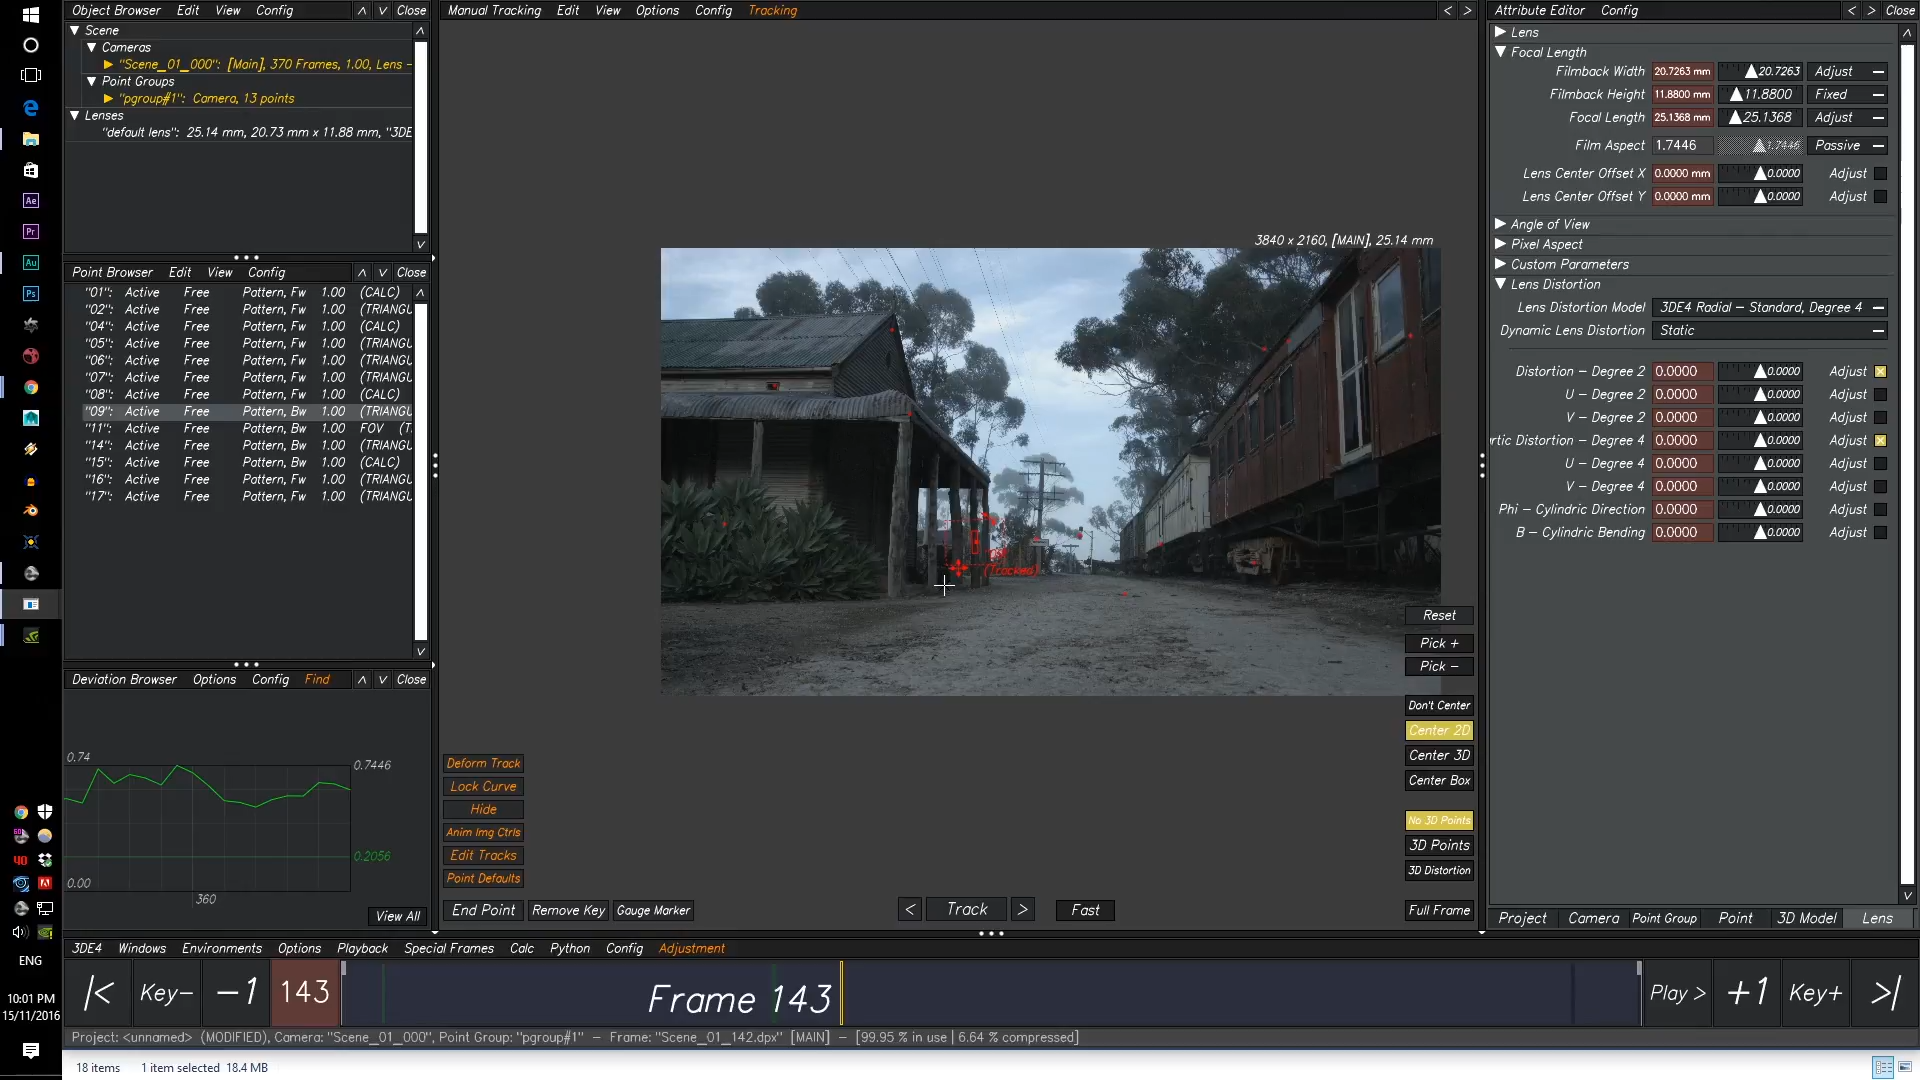 Object Browser Edit View Config Close
Scene
Cameras
"Scene_01_000": [Main], 370 Frames, 1.00, Lens -
Point Groups
"pgroup#1": Camera, 13 points
Lenses
"default lens": 25.14 mm, 20.73 mm x 11.88 mm, "3DE
Point Browser Edit View Config Close
"01": Active Free Pattern, Fw 1.00 (CALC)
"02": Active Free Pattern, Fw 1.00 (TRIANGU
"04": Active Free Pattern, Fw 1.00 (CALC)
"05": Active Free Pattern, Fw 1.00 (TRIANGU
"06": Active Free Pattern, Fw 1.00 (TRIANGU
"07": Active Free Pattern, Fw 1.00 (TRIANGU
"08": Active Free Pattern, Fw 1.00 (CALC)
"09": Active Free Pattern, Bw 1.00 (TRIANGU
"11": Active Free Pattern, Bw 1.00 FOV (T
"14": Active Free Pattern, Bw 1.00 (TRIANGU
"15": Active Free Pattern, Bw 1.00 (CALC)
"16": Active Free Pattern, Bw 1.00 (TRIANGU
"17": Active Free Pattern, Bw 1.00 (TRIANGU
Deviation Browser Options Config Find Close
0.74
0.7446
0.2056
0.00
360
View All
Manual Tracking Edit View Options Config Tracking
3840 x 2160, [MAIN], 25.14 mm
(Tracked)
Reset
Pick +
Pick -
Don't Center
Center 2D
Center 3D
Center Box
No 3D Points
3D Points
3D Distortion
Full Frame
Deform Track
Lock Curve
Hide
Anim Img Ctrls
Edit Tracks
Point Defaults
End Point Remove Key Gauge Marker < Track > Fast
Attribute Editor Config < > Close
Lens
Focal Length
Filmback Width 20.7263 mm 20.7263 Adjust
Filmback Height 11.8800 mm 11.8800 Fixed
Focal Length 25.1368 mm 25.1368 Adjust
Film Aspect 1.7446 1.7446 Passive
Lens Center Offset X 0.0000 mm 0.0000 Adjust
Lens Center Offset Y 0.0000 mm 0.0000 Adjust
Angle of View
Pixel Aspect
Custom Parameters
Lens Distortion
Lens Distortion Model 3DE4 Radial - Standard, Degree 4
Dynamic Lens Distortion Static
Distortion - Degree 2 0.0000 0.0000 Adjust
U - Degree 2 0.0000 0.0000 Adjust
V - Degree 2 0.0000 0.0000 Adjust
rtic Distortion - Degree 4 0.0000 0.0000 Adjust
U - Degree 4 0.0000 0.0000 Adjust
V - Degree 4 0.0000 0.0000 Adjust
Phi - Cylindric Direction 0.0000 0.0000 Adjust
B - Cylindric Bending 0.0000 0.0000 Adjust
Project Camera Point Group Point 3D Model Lens
3DE4 Windows Environments Options Playback Special Frames Calc Python Config Adjustment
|< Key- -1 143 Frame 143 Play > +1 Key+ >|
Project: <unnamed> (MODIFIED), Camera: "Scene_01_000", Point Group: "pgroup#1" - Frame: "Scene_01_142.dpx" [MAIN] - [99.95 % in use | 6.64 % compressed]
18 items 1 item selected 18.4 MB
Ae
Pr
Au
Ps
40
ENG
10:01 PM
15/11/2016